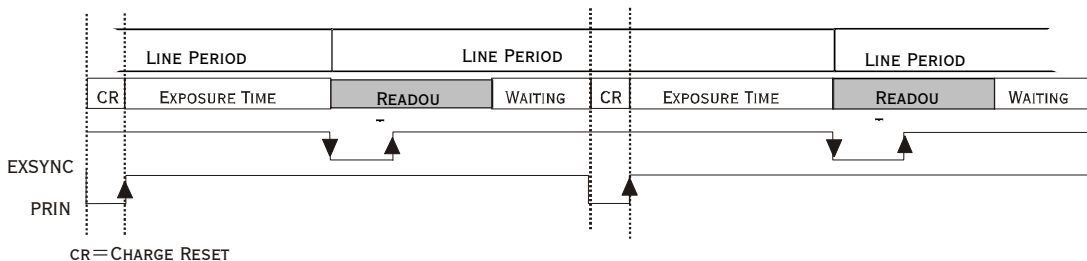 LINE PERIOD LINE PERIOD LINE PERIOD
CR EXPOSURE TIME READOU WAITING CR EXPOSURE TIME READOU WAITING
T T
EXSYNC
PRIN
CR=CHARGE RESET